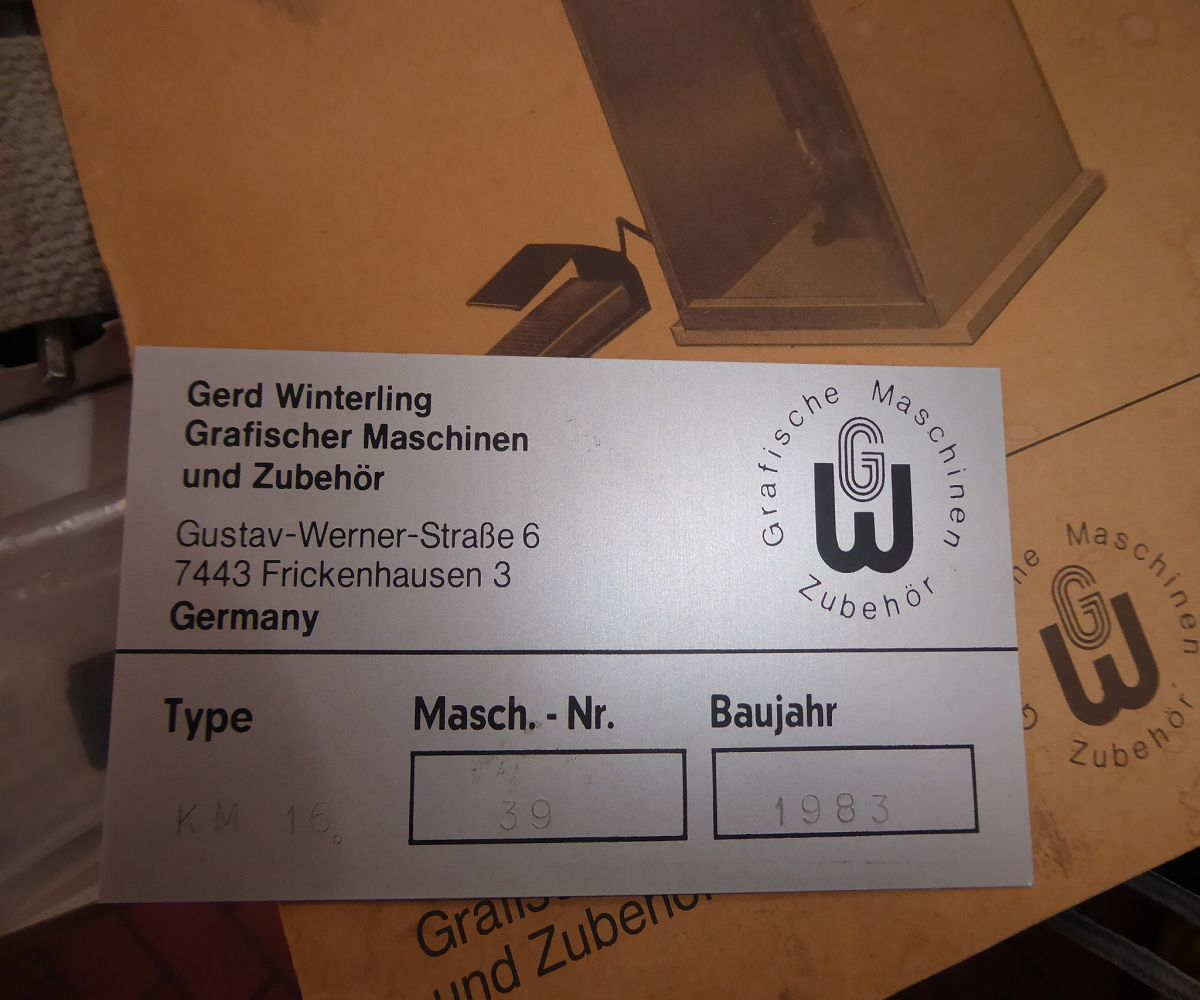 Gerd Winterling
Grafischer Maschinen
und Zubehör
Gustav-Werner-Straße 6
7443 Frickenhausen 3
Germany
Grafische Maschinen
GW
Zubehör
Type
Masch.-Nr.
Baujahr
KM 16
39
1983
Maschinen
GW
Zubehör
und Zubehör